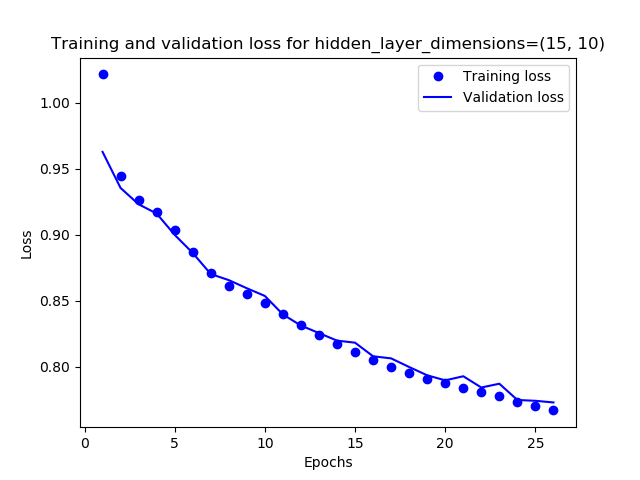 Training and validation loss for hidden_layer_dimensions=(15, 10)
Training loss
Validation loss
1.00
0.95
0.90
0.85
0.80
Loss
0
5
10
15
20
25
Epochs